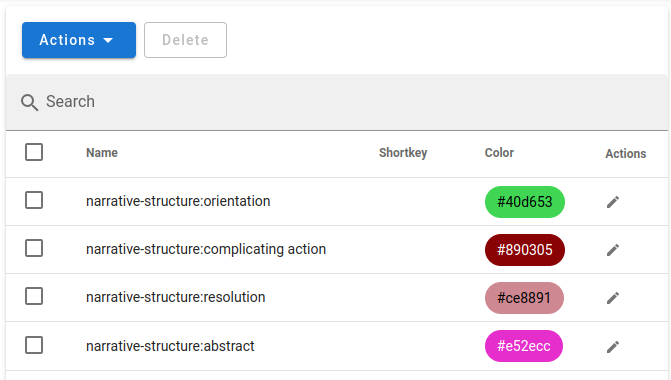 Actions Delete
Search
Name Shortkey Color Actions
narrative-structure:orientation #40d653
narrative-structure:complicating action #890305
narrative-structure:resolution #ce8891
narrative-structure:abstract #e52ecc